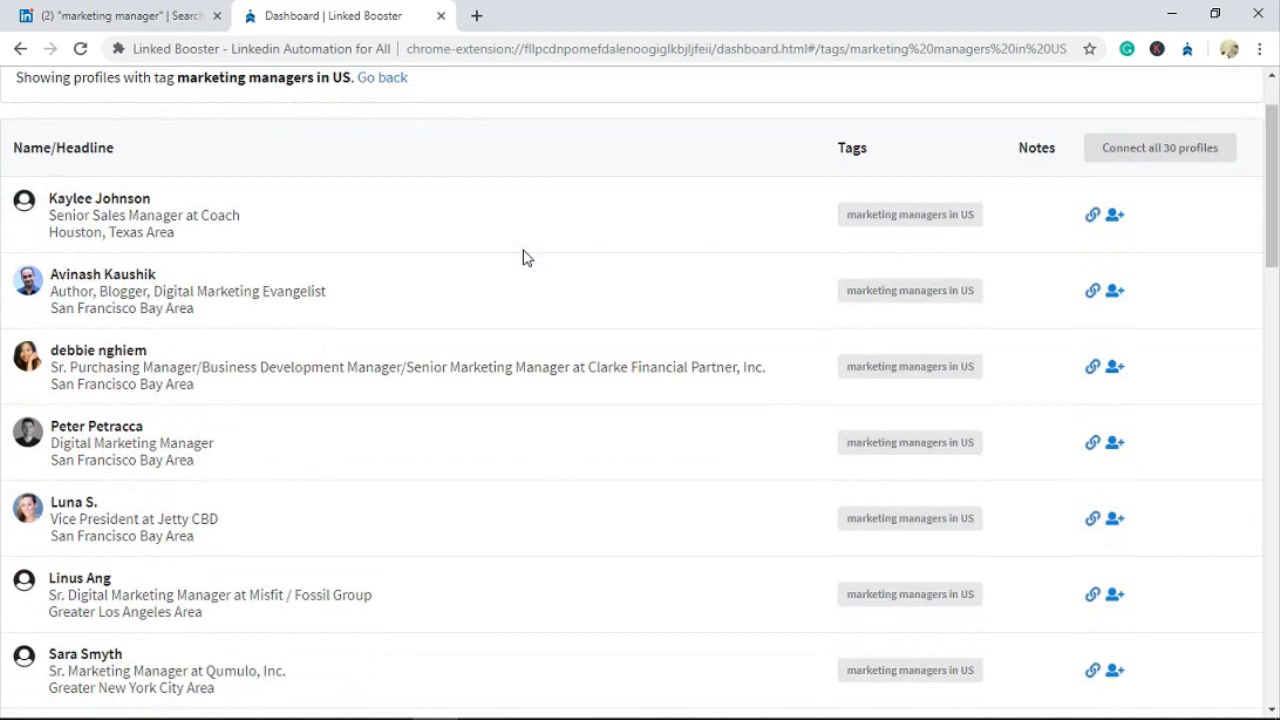 (2) "marketing manager" | Search
Dashboard | Linked Booster
Linked Booster - Linkedin Automation for All
chrome-extension://fllpcdnpomefdalenoogiglkbjljfeii/dashboard.html#/tags/marketing%20managers%20in%20US
Showing profiles with tag marketing managers in US. Go back
Name/Headline Tags Notes Connect all 30 profiles
Kaylee Johnson
Senior Sales Manager at Coach
Houston, Texas Area
marketing managers in US
Avinash Kaushik
Author, Blogger, Digital Marketing Evangelist
San Francisco Bay Area
marketing managers in US
debbie nghiem
Sr. Purchasing Manager/Business Development Manager/Senior Marketing Manager at Clarke Financial Partner, Inc.
San Francisco Bay Area
marketing managers in US
Peter Petracca
Digital Marketing Manager
San Francisco Bay Area
marketing managers in US
Luna S.
Vice President at Jetty CBD
San Francisco Bay Area
marketing managers in US
Linus Ang
Sr. Digital Marketing Manager at Misfit / Fossil Group
Greater Los Angeles Area
marketing managers in US
Sara Smyth
Sr. Marketing Manager at Qumulo, Inc.
Greater New York City Area
marketing managers in US